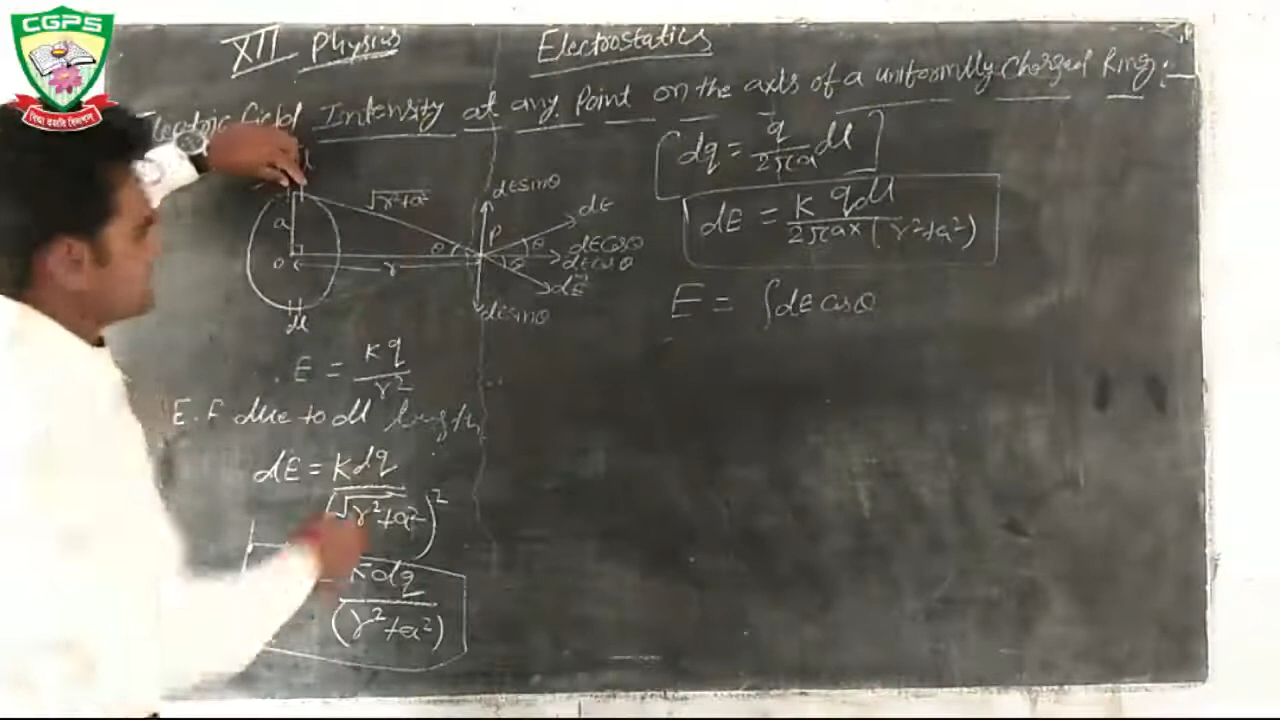 CGPS
XII Physics
Electrostatics
Electric Field Intensity at any Point on the axis of a uniformly Charged Ring :-
dq = q/2πa dl
dE = K q dl / 2πa × (r²+a²)
E = ∫dE cosθ
√r²+a²
a
O
r
θ
P
dE sinθ
dE
θ
dE cosθ
dE cosθ
θ
dE
dE sinθ
dl
E = Kq/r²
E.F due to dl length
dE = Kdq/(√r²+a²)²
Kdq/(r²+a²)